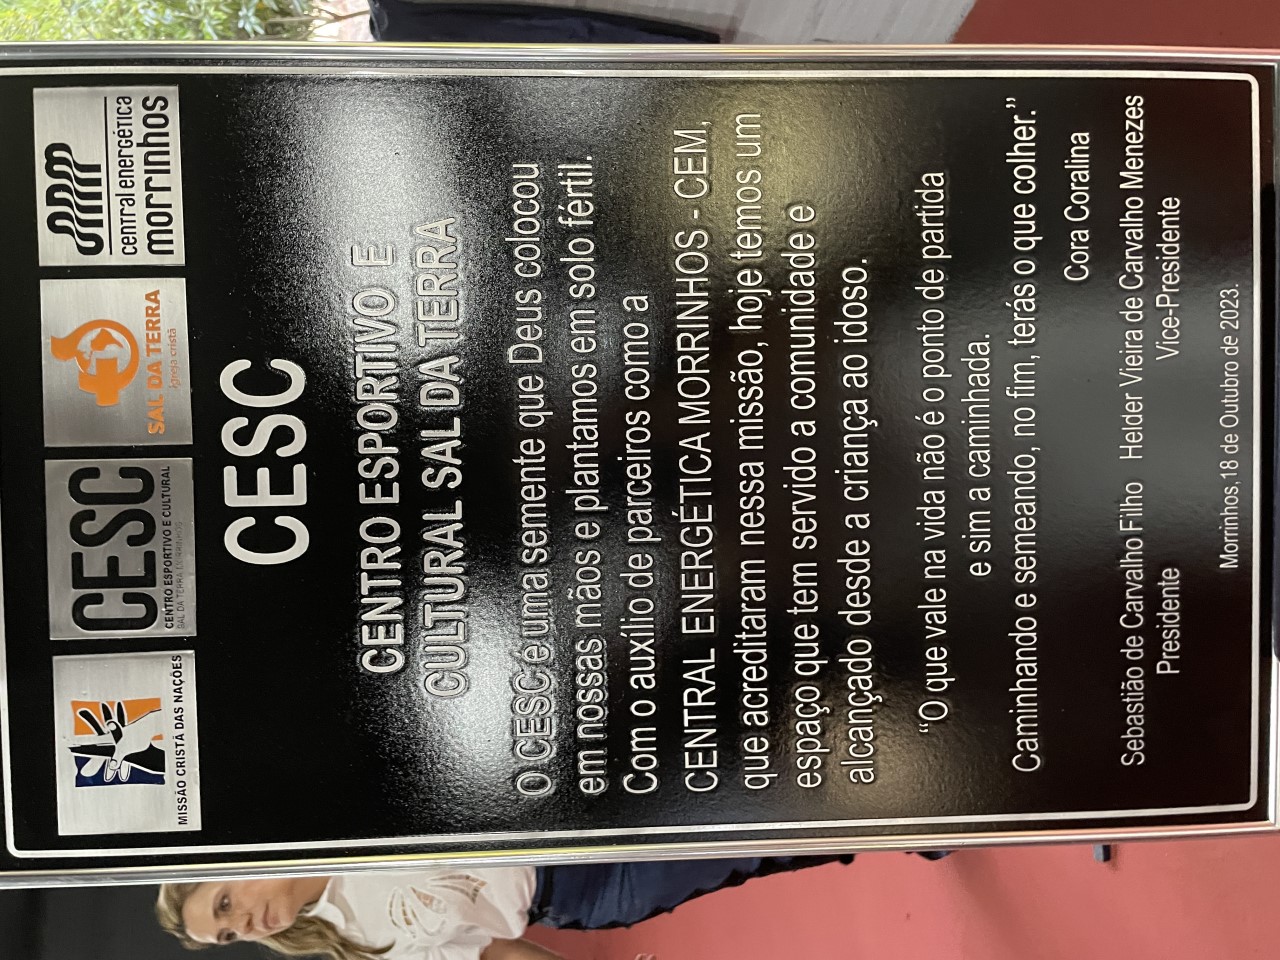 MISSÃO CRISTÃ DAS NAÇÕES
CESC
CENTRO ESPORTIVO E CULTURAL
SAL DA TERRA
igreja cristã
central energética
morrinhos
CESC
CENTRO ESPORTIVO E
CULTURAL SAL DA TERRA
O CESC é uma semente que Deus colocou
em nossas mãos e plantamos em solo fértil.
Com o auxílio de parceiros como a
CENTRAL ENERGÉTICA MORRINHOS - CEM,
que acreditaram nessa missão, hoje temos um
espaço que tem servido a comunidade e
alcançado desde a criança ao idoso.
“O que vale na vida não é o ponto de partida
e sim a caminhada.
Caminhando e semeando, no fim, terás o que colher.”
Cora Coralina
Sebastião de Carvalho Filho Helder Vieira de Carvalho Menezes
Presidente Vice-Presidente
Morrinhos, 18 de Outubro de 2023.